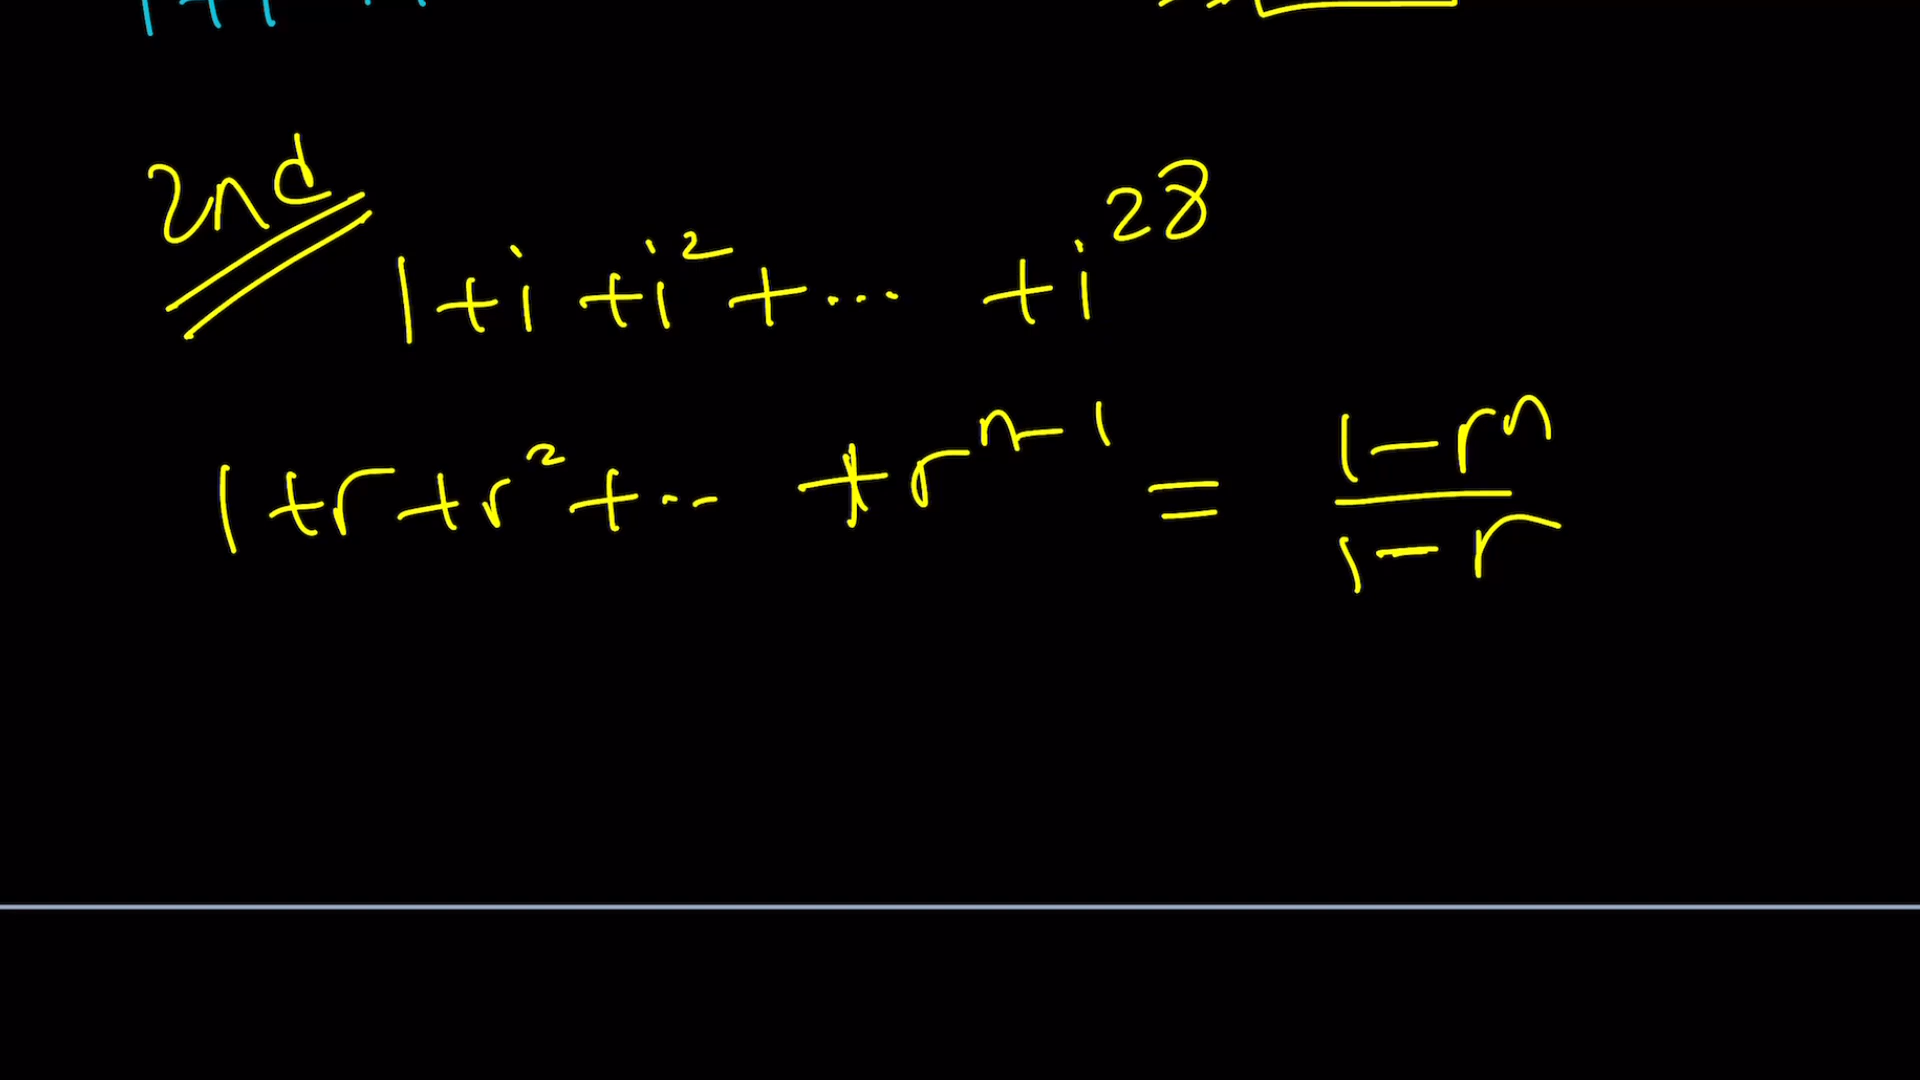 2nd
1+i+i²+... +i²⁸
1+r+r²+... +rⁿ⁻¹ = (1-rⁿ)/(1-r)